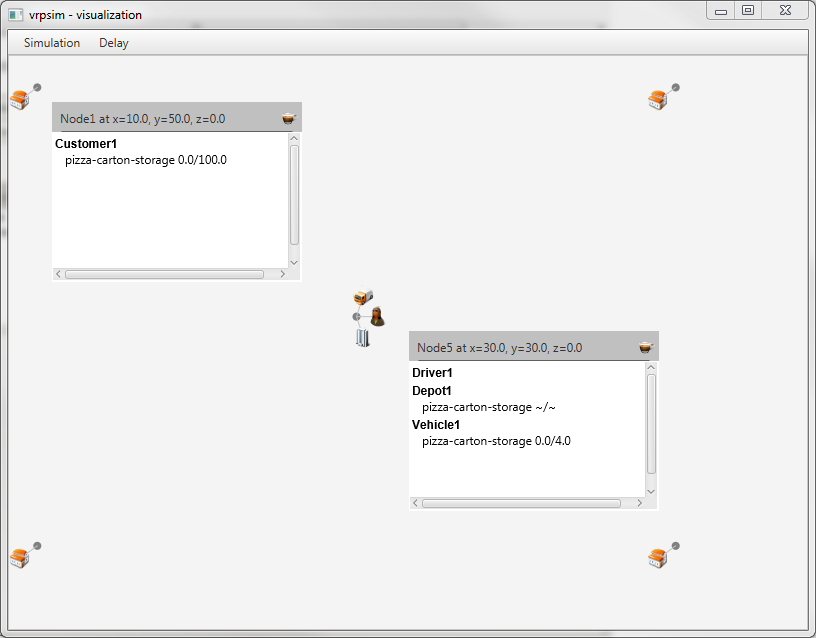 vrpsim - visualization
Simulation Delay
Node1 at x=10.0, y=50.0, z=0.0
Customer1
pizza-carton-storage 0.0/100.0
Node5 at x=30.0, y=30.0, z=0.0
Driver1
Depot1
pizza-carton-storage ~/~
Vehicle1
pizza-carton-storage 0.0/4.0